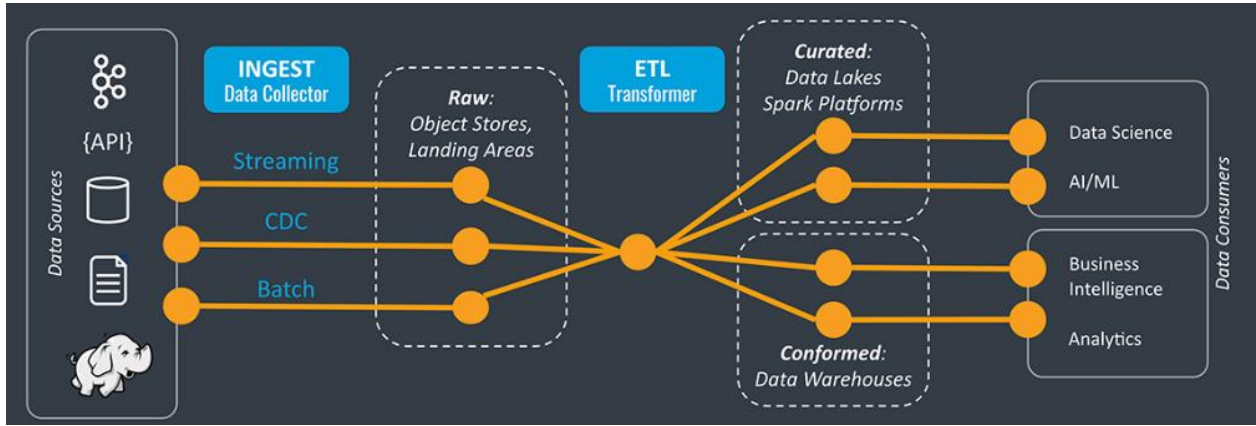 Data Sources
{API}
INGEST
Data Collector
Streaming
CDC
Batch
Raw:
Object Stores,
Landing Areas
ETL
Transformer
Curated:
Data Lakes
Spark Platforms
Conformed:
Data Warehouses
Data Science
AI/ML
Business
Intelligence
Analytics
Data Consumers